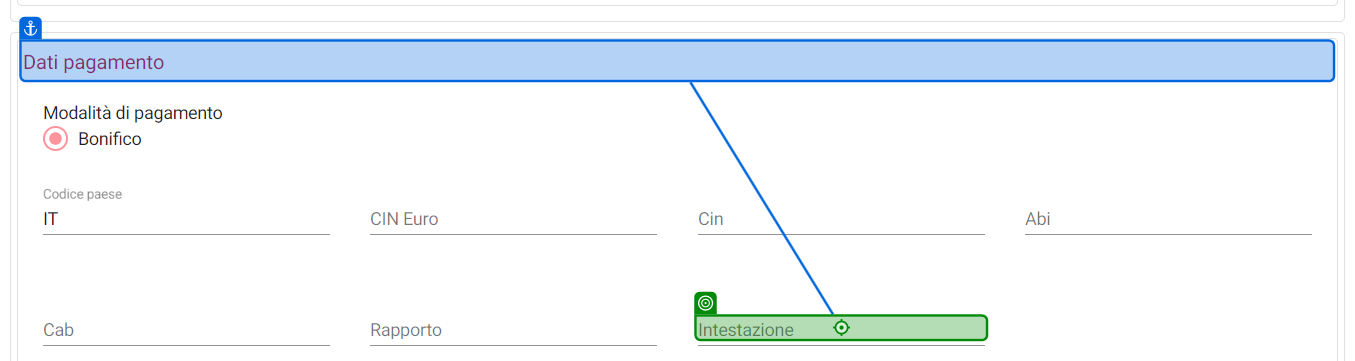 Dati pagamento
Modalità di pagamento
Bonifico
Codice paese
IT
CIN Euro
Cin
Abi
Cab
Rapporto
Intestazione